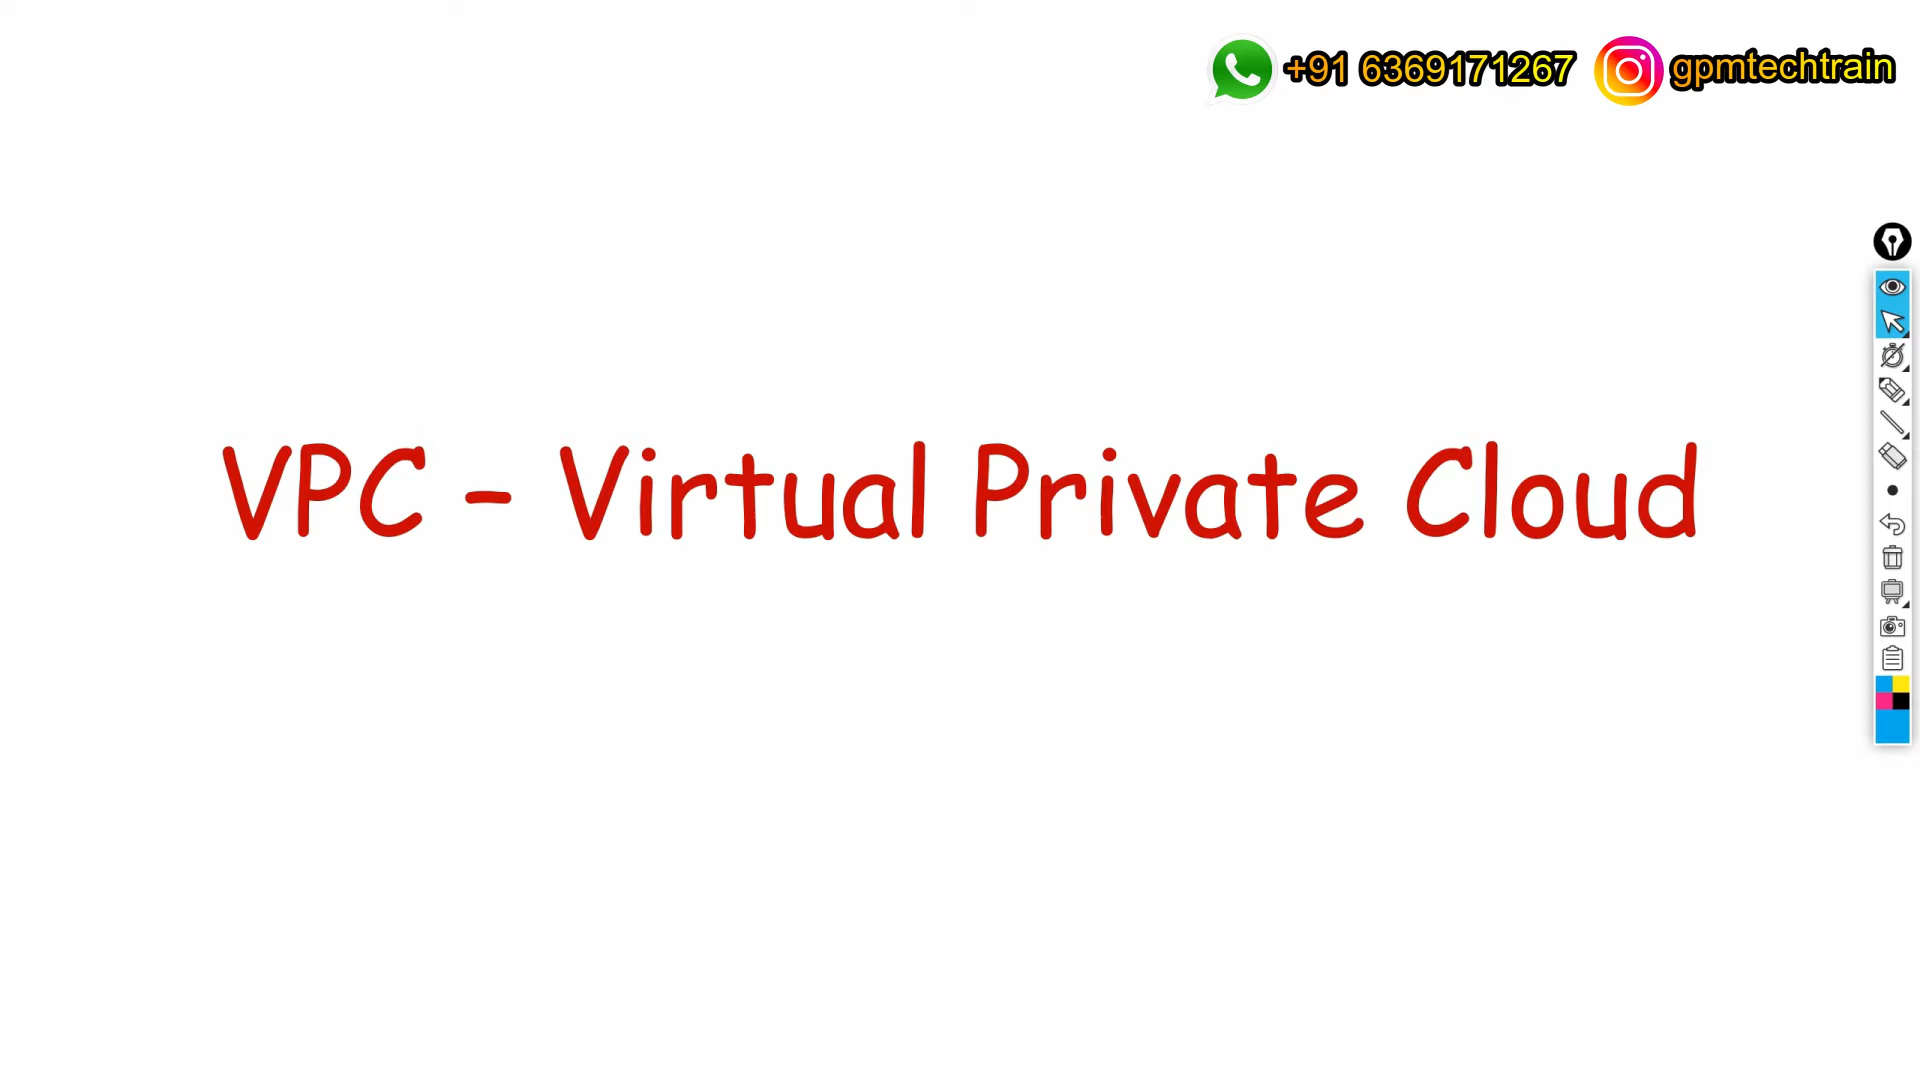 +91 6369171267 gpmtechtrain
VPC – Virtual Private Cloud